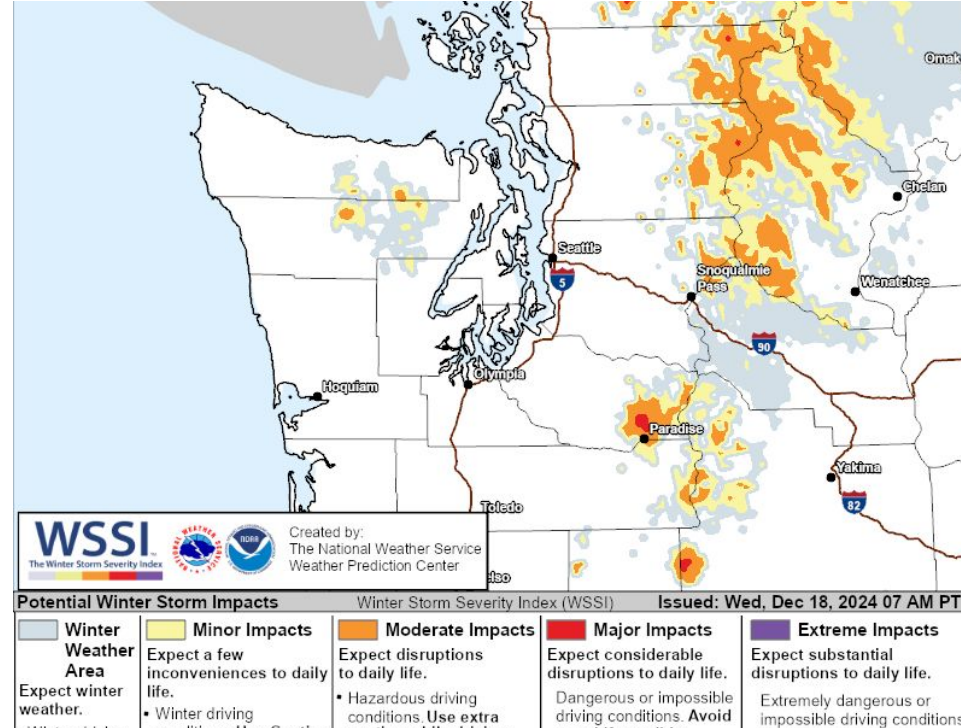 Omak
Chelan
Seattle
5
Snoqualmie
Pass
Wenatchee
90
Hoquiam
Olympia
Paradise
Yakima
82
Toledo
WSSI
The Winter Storm Severity Index
NATIONAL WEATHER SERVICE
NOAA
Created by:
The National Weather Service
Weather Prediction Center
elso
Potential Winter Storm Impacts
Winter Storm Severity Index (WSSI)
Issued: Wed, Dec 18, 2024 07 AM PT
Winter
Weather
Area
Expect winter
weather.
Minor Impacts
Expect a few
inconveniences to daily
life.
• Winter driving
Moderate Impacts
Expect disruptions
to daily life.
• Hazardous driving
conditions. Use extra
Major Impacts
Expect considerable
disruptions to daily life.
Dangerous or impossible
driving conditions. Avoid
Extreme Impacts
Expect substantial
disruptions to daily life.
Extremely dangerous or
impossible driving conditions